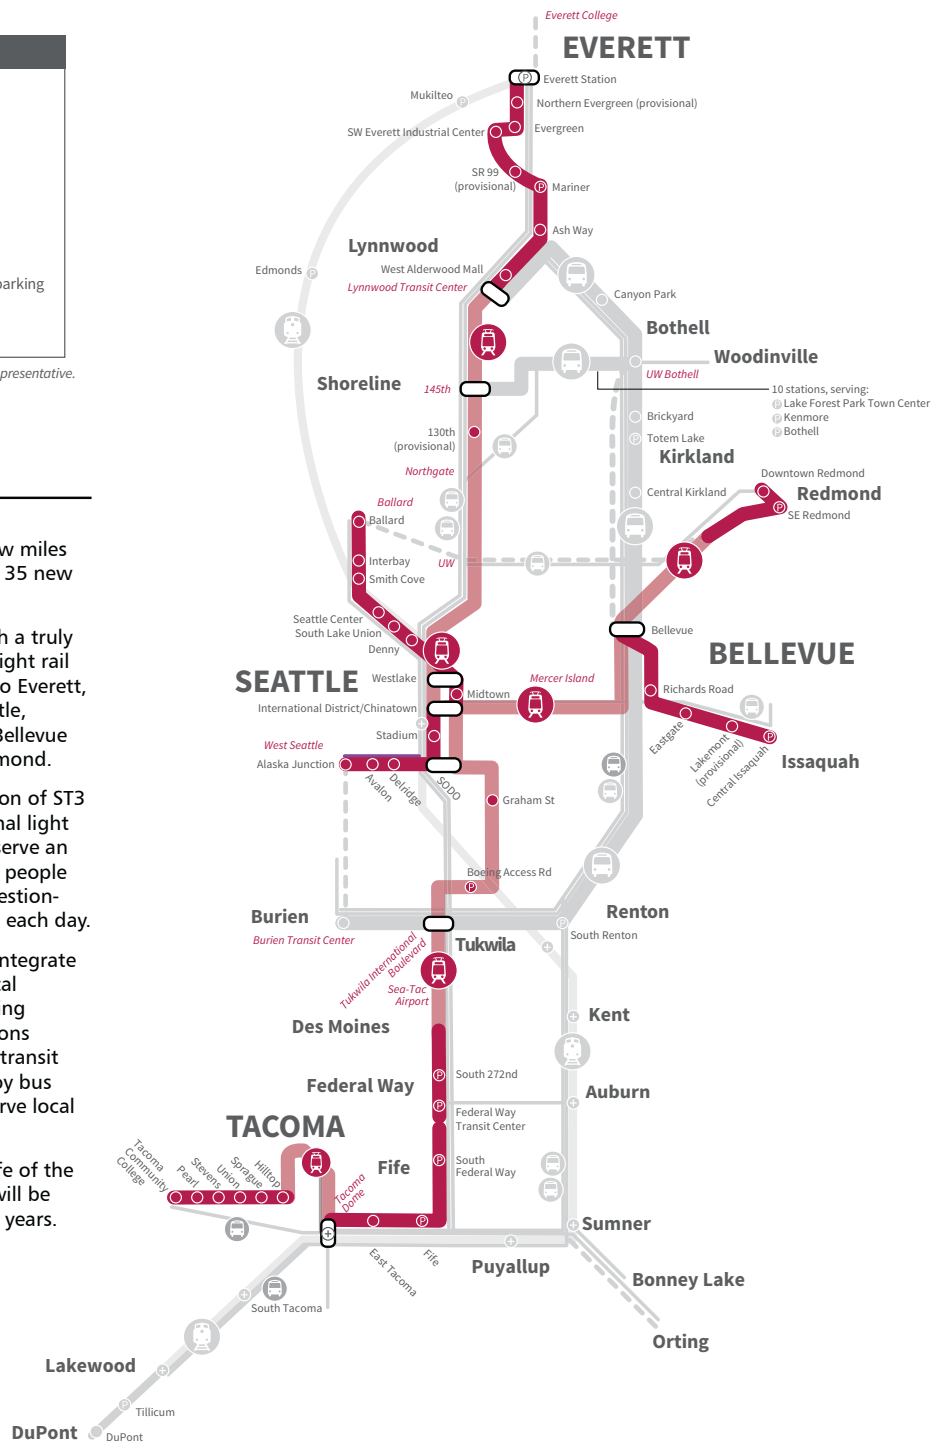 Everett College
EVERETT
Everett Station
Mukilteo
Northern Evergreen (provisional)
SW Everett Industrial Center
Evergreen
SR 99
(provisional)
Mariner
Ash Way
Lynnwood
West Alderwood Mall
Lynnwood Transit Center
Edmonds
Canyon Park
parking
Bothell
Woodinville
UW Bothell
presentative.
Shoreline
145th
10 stations, serving:
Lake Forest Park Town Center
Kenmore
Bothell
Brickyard
130th
(provisional)
Totem Lake
Kirkland
Northgate
Downtown Redmond
Redmond
SE Redmond
Central Kirkland
Ballard
Ballard
w miles
35 new
Interbay
UW
Smith Cove
Seattle Center
South Lake Union
Denny
Bellevue
BELLEVUE
h a truly
ight rail
o Everett,
tle,
Bellevue
mond.
SEATTLE
Westlake
Mercer Island
Midtown
Richards Road
International District/Chinatown
Stadium
Eastgate
Lakemont
(provisional)
Central Issaquah
Issaquah
West Seattle
Alaska Junction
Avalon
Delridge
SODO
Graham St
on of ST3
nal light
serve an
people
estion-
each day.
Boeing Access Rd
Burien
Burien Transit Center
Renton
South Renton
Tukwila
Tukwila International
Boulevard
Sea-Tac
Airport
ntegrate
cal
ing
ons
transit
by bus
rve local
Des Moines
Kent
Federal Way
South 272nd
Auburn
Federal Way
Transit Center
TACOMA
Tacoma
Community
College
Pearl
Stevens
Union
Sprague
Hilltop
Fife
South
Federal Way
Tacoma
Dome
fe of the
will be
years.
East Tacoma
Fife
Sumner
Puyallup
Bonney Lake
Orting
South Tacoma
Lakewood
Tillicum
DuPont
DuPont